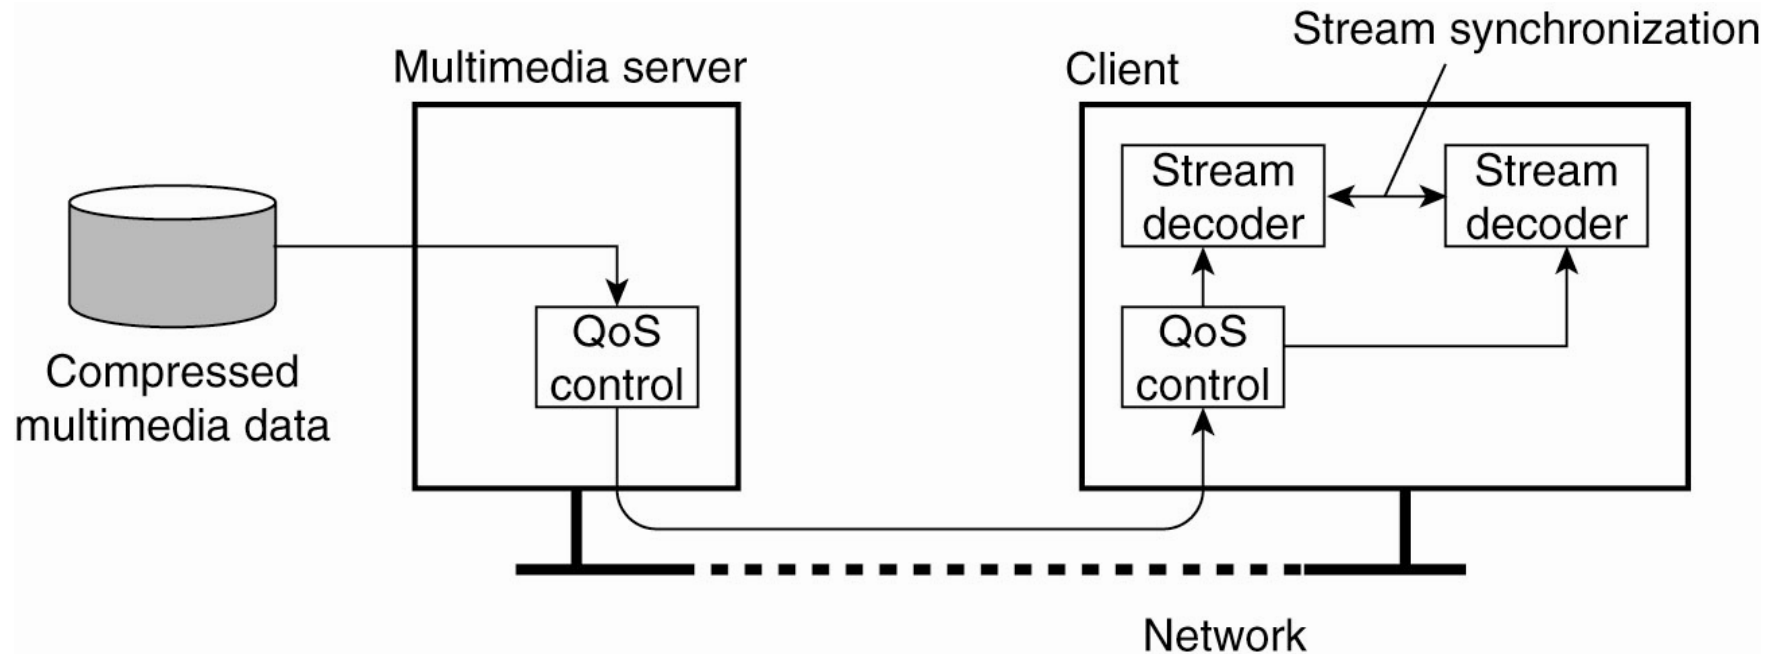 Stream synchronization
Multimedia server
Client
Stream
decoder
Stream
decoder
QoS
control
QoS
control
Compressed
multimedia data
Network